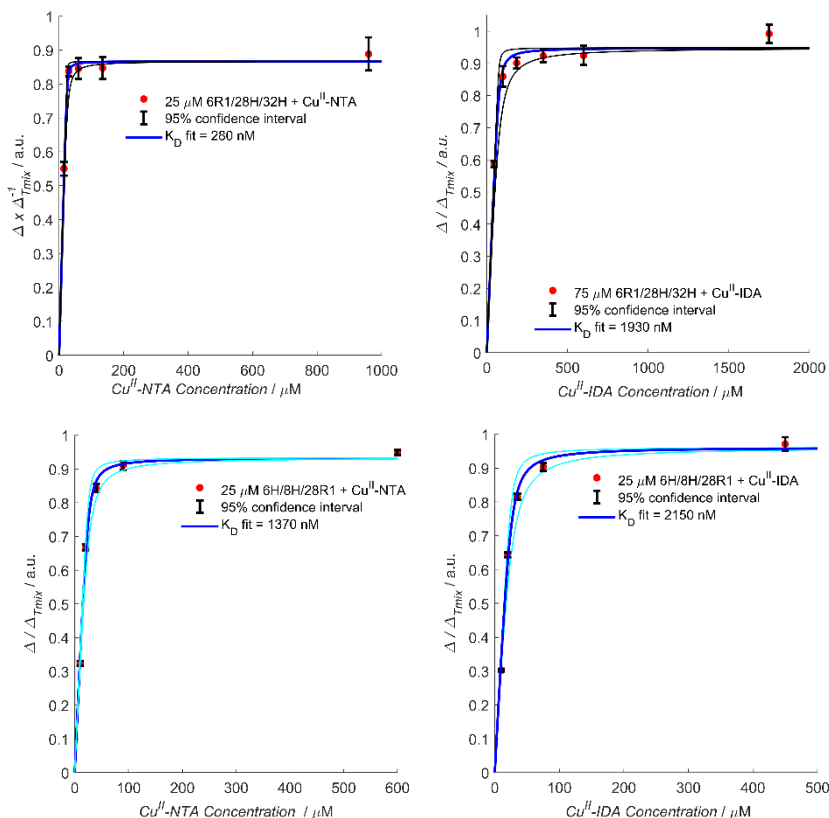 1
0.9
0.8
0.7
0.6
0.5
0.4
0.3
0.2
0.1
0
Δ x Δ⁻¹Tmix / a.u.
25 μM 6R1/28H/32H + Cuᴵᴵ-NTA
95% confidence interval
K_D fit = 280 nM
0 200 400 600 800 1000
Cuᴵᴵ-NTA Concentration / μM
1
0.9
0.8
0.7
0.6
0.5
0.4
0.3
0.2
0.1
0
Δ / ΔTmix / a.u.
75 μM 6R1/28H/32H + Cuᴵᴵ-IDA
95% confidence interval
K_D fit = 1930 nM
0 500 1000 1500 2000
Cuᴵᴵ-IDA Concentration / μM
1
0.9
0.8
0.7
0.6
0.5
0.4
0.3
0.2
0.1
0
Δ / ΔTmix / a.u.
25 μM 6H/8H/28R1 + Cuᴵᴵ-NTA
95% confidence interval
K_D fit = 1370 nM
0 100 200 300 400 500 600
Cuᴵᴵ-NTA Concentration / μM
1
0.9
0.8
0.7
0.6
0.5
0.4
0.3
0.2
0.1
0
Δ / ΔTmix / a.u.
25 μM 6H/8H/28R1 + Cuᴵᴵ-IDA
95% confidence interval
K_D fit = 2150 nM
0 100 200 300 400 500
Cuᴵᴵ-IDA Concentration / μM